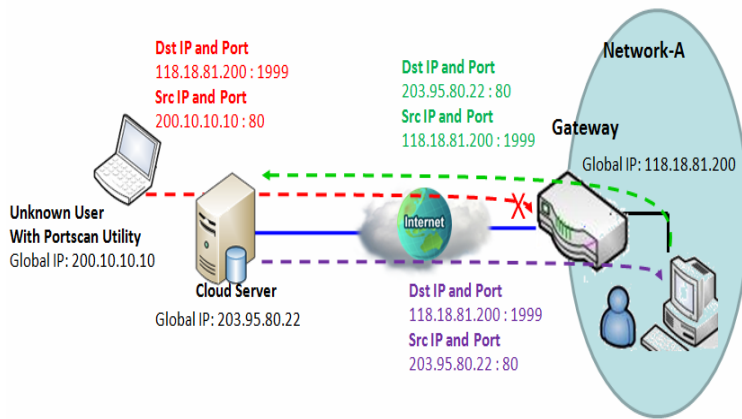 Dst IP and Port
118.18.81.200 : 1999
Src IP and Port
200.10.10.10 : 80
Dst IP and Port
203.95.80.22 : 80
Src IP and Port
118.18.81.200 : 1999
Network-A
Gateway
Global IP: 118.18.81.200
Unknown User
With Portscan Utility
Global IP: 200.10.10.10
Internet
Cloud Server
Global IP: 203.95.80.22
Dst IP and Port
118.18.81.200 : 1999
Src IP and Port
203.95.80.22 : 80